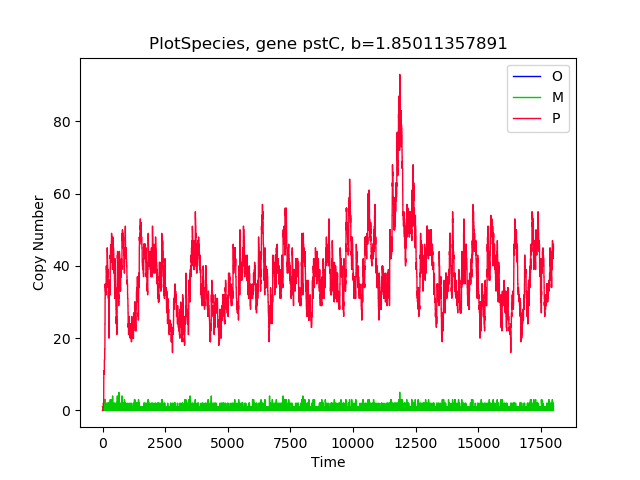 PlotSpecies, gene pstC, b=1.85011357891
O
M
P
80
60
40
20
0
Copy Number
0 2500 5000 7500 10000 12500 15000 17500
Time